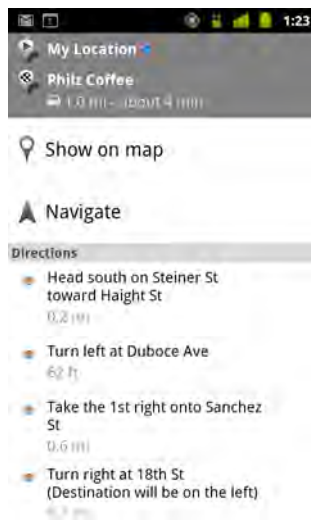 1:23
My Location
Philz Coffee
1.0 mi - about 4 min
Show on map
Navigate
Directions
Head south on Steiner St
toward Haight St
0.2 mi
Turn left at Duboce Ave
62 ft
Take the 1st right onto Sanchez
St
0.6 mi
Turn right at 18th St
(Destination will be on the left)